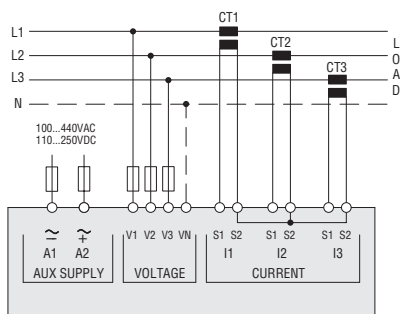 CT1
L1
L2 CT2
L3 CT3
N
LOAD
100...440VAC
110...250VDC
V1 V2 V3 VN S1 S2 S1 S2 S1 S2
A1 A2 I1 I2 I3
AUX SUPPLY VOLTAGE CURRENT